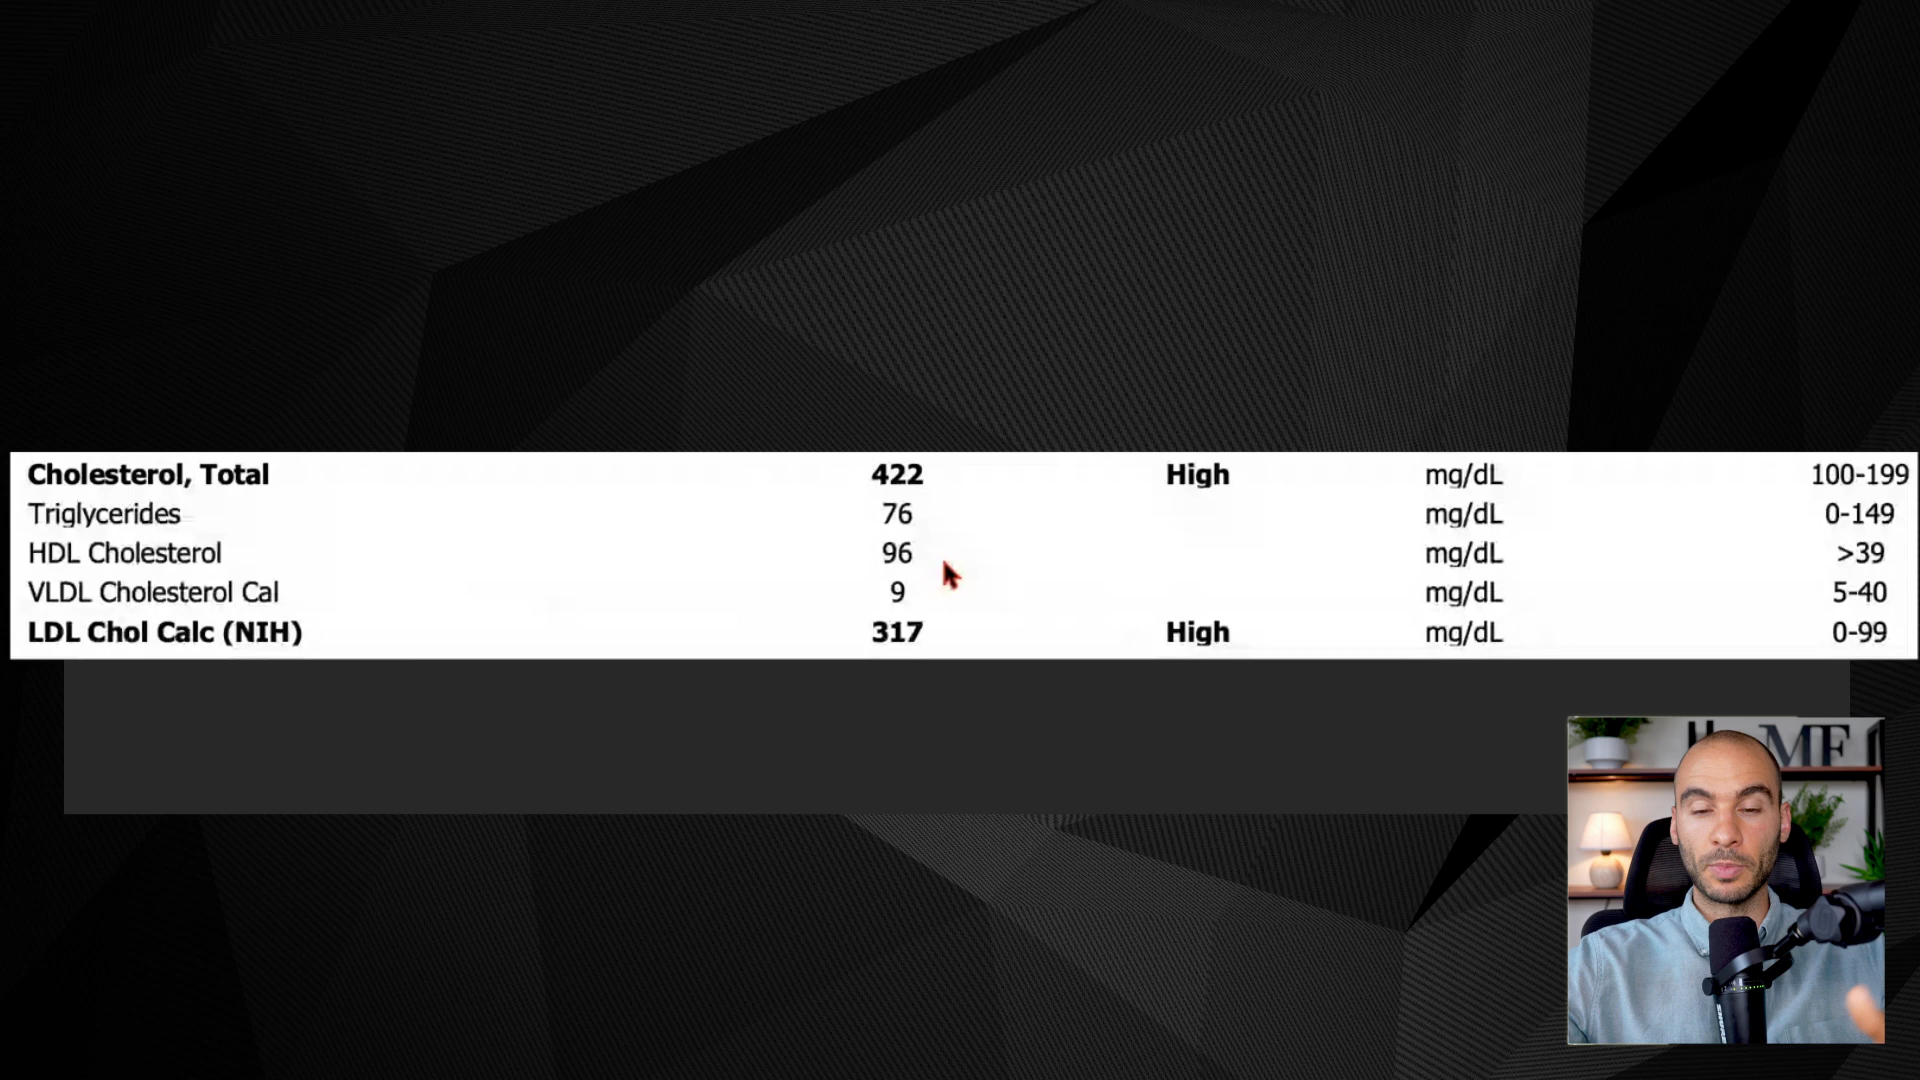 Cholesterol, Total 422 High mg/dL 100-199
Triglycerides 76 mg/dL 0-149
HDL Cholesterol 96 mg/dL >39
VLDL Cholesterol Cal 9 mg/dL 5-40
LDL Chol Calc (NIH) 317 High mg/dL 0-99